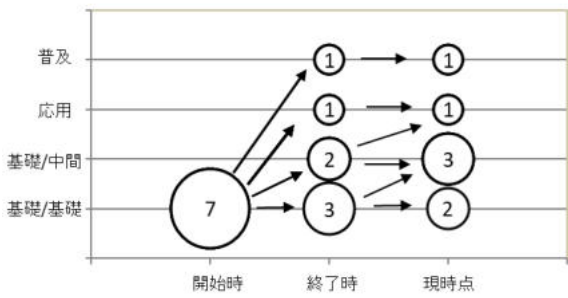 普及 1 1
応用 1 1
基礎/中間 2 3
基礎/基礎 7 3 2
開始時 終了時 現時点